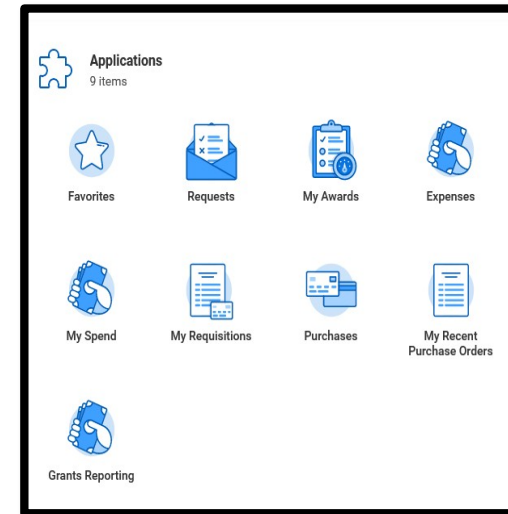 Applications
9 items
Favorites
Requests
My Awards
Expenses
My Spend
My Requisitions
Purchases
My Recent
Purchase Orders
Grants Reporting